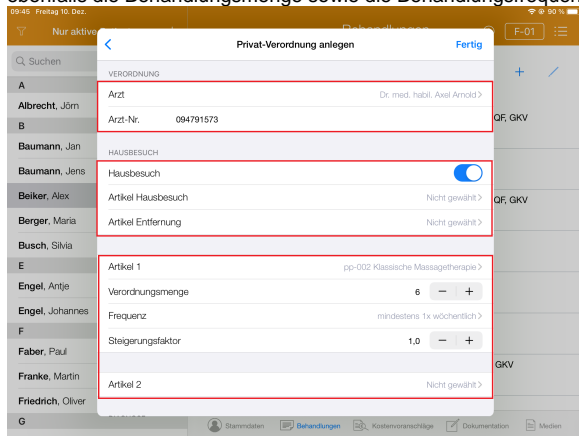 ebenfalls die Behandlungsmenge sowie die Behandlungsfrequen
09:45 Freitag 10. Dez. 90 %
Nur aktive
Behandlungen
F-01
Privat-Verordnung anlegen
Fertig
Suchen
A
Albrecht, Jörn
B
Baumann, Jan
Baumann, Jens
Beiker, Alex
Berger, Maria
Busch, Silvia
E
Engel, Antje
Engel, Johannes
F
Faber, Paul
Franke, Martin
Friedrich, Oliver
G
VERORDNUNG
Arzt Dr. med. habil. Axel Arnold >
Arzt-Nr. 094791573
HAUSBESUCH
Hausbesuch
Artikel Hausbesuch Nicht gewählt >
Artikel Entfernung Nicht gewählt >
Artikel 1 pp-002 Klassische Massagetherapie >
Verordnungsmenge 6 − +
Frequenz mindestens 1x wöchentlich >
Steigerungsfaktor 1,0 − +
Artikel 2 Nicht gewählt >
QF, GKV
QF, GKV
GKV
Stammdaten Behandlungen Kostenvoranschläge Dokumentation Medien